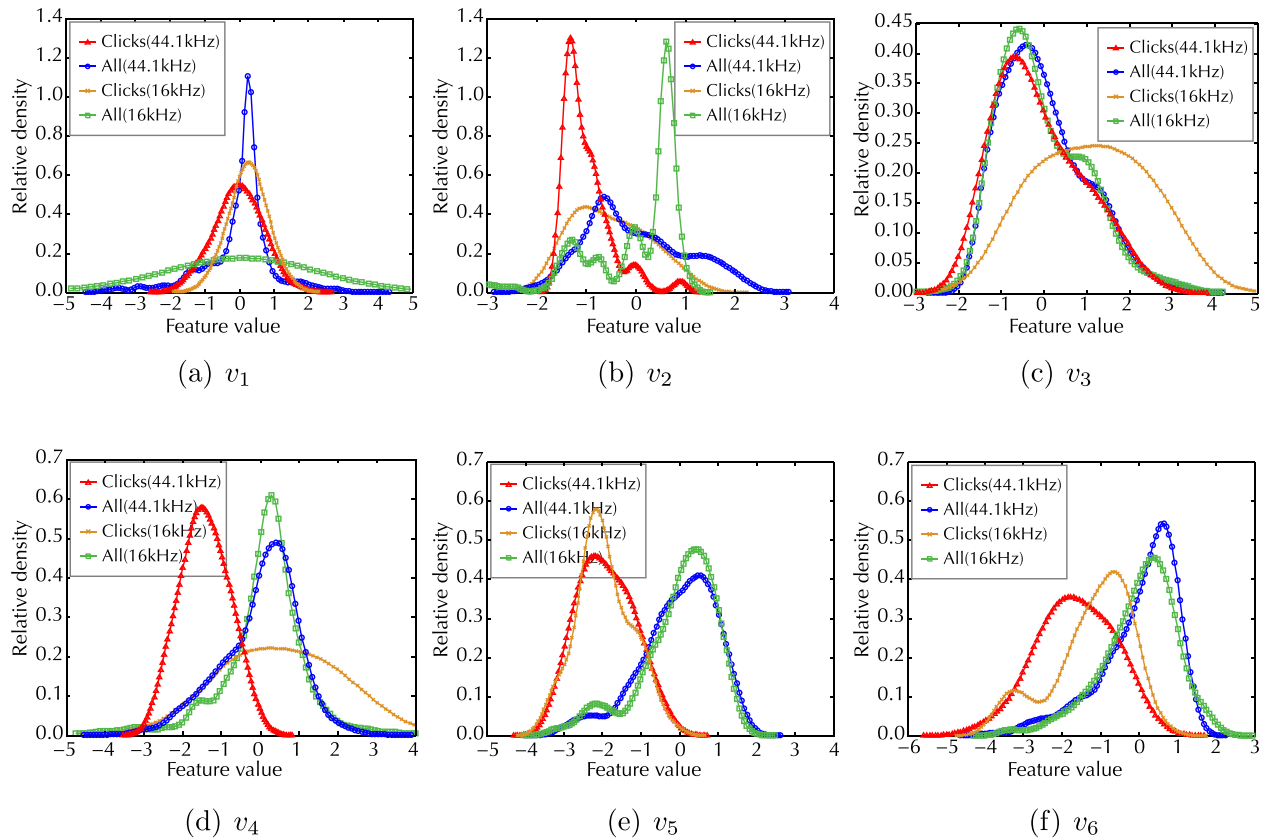 1.4
1.2
1.0
0.8
0.6
0.4
0.2
0.0
Relative density
Clicks(44.1kHz)
All(44.1kHz)
Clicks(16kHz)
All(16kHz)
−5 −4 −3 −2 −1 0 1 2 3 4 5
Feature value
(a) v1
1.4
1.2
1.0
0.8
0.6
0.4
0.2
0.0
Relative density
Clicks(44.1kHz)
All(44.1kHz)
Clicks(16kHz)
All(16kHz)
−3 −2 −1 0 1 2 3 4
Feature value
(b) v2
0.45
0.40
0.35
0.30
0.25
0.20
0.15
0.10
0.05
0.00
Relative density
Clicks(44.1kHz)
All(44.1kHz)
Clicks(16kHz)
All(16kHz)
−3 −2 −1 0 1 2 3 4 5
Feature value
(c) v3
0.7
0.6
0.5
0.4
0.3
0.2
0.1
0.0
Relative density
Clicks(44.1kHz)
All(44.1kHz)
Clicks(16kHz)
All(16kHz)
−5 −4 −3 −2 −1 0 1 2 3 4
Feature value
(d) v4
0.7
0.6
0.5
0.4
0.3
0.2
0.1
0.0
Relative density
Clicks(44.1kHz)
All(44.1kHz)
Clicks(16kHz)
All(16kHz)
−5 −4 −3 −2 −1 0 1 2 3 4
Feature value
(e) v5
0.7
0.6
0.5
0.4
0.3
0.2
0.1
0.0
Relative density
Clicks(44.1kHz)
All(44.1kHz)
Clicks(16kHz)
All(16kHz)
−6 −5 −4 −3 −2 −1 0 1 2 3
Feature value
(f) v6